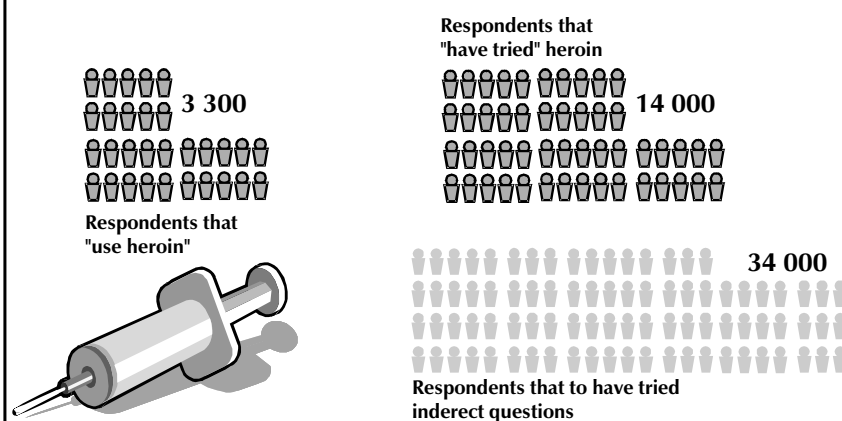 3 300
Respondents that
"use heroin"
Respondents that
"have tried" heroin
14 000
34 000
Respondents that to have tried
inderect questions